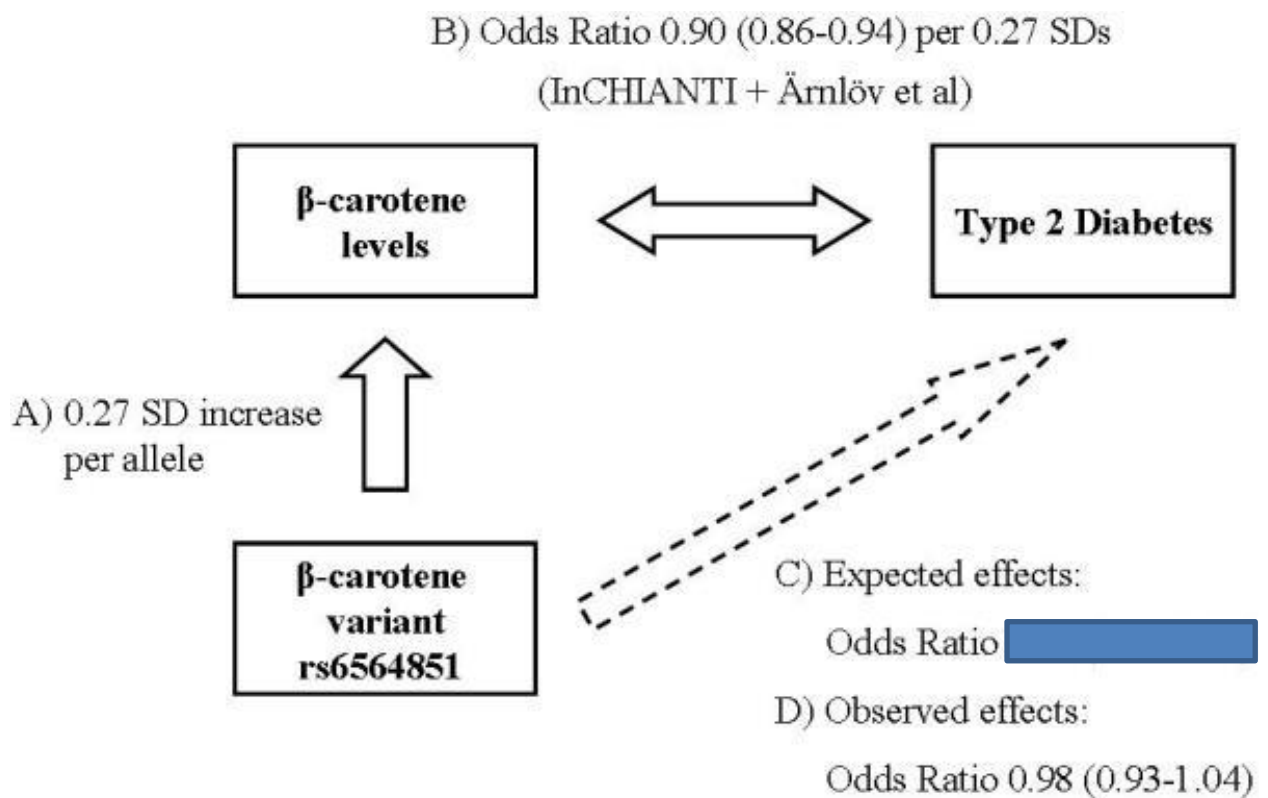 B) Odds Ratio 0.90 (0.86-0.94) per 0.27 SDs
(InCHIANTI + Ärnlöv et al)
β-carotene
levels
Type 2 Diabetes
A) 0.27 SD increase
per allele
β-carotene
variant
rs6564851
C) Expected effects:
Odds Ratio
D) Observed effects:
Odds Ratio 0.98 (0.93-1.04)